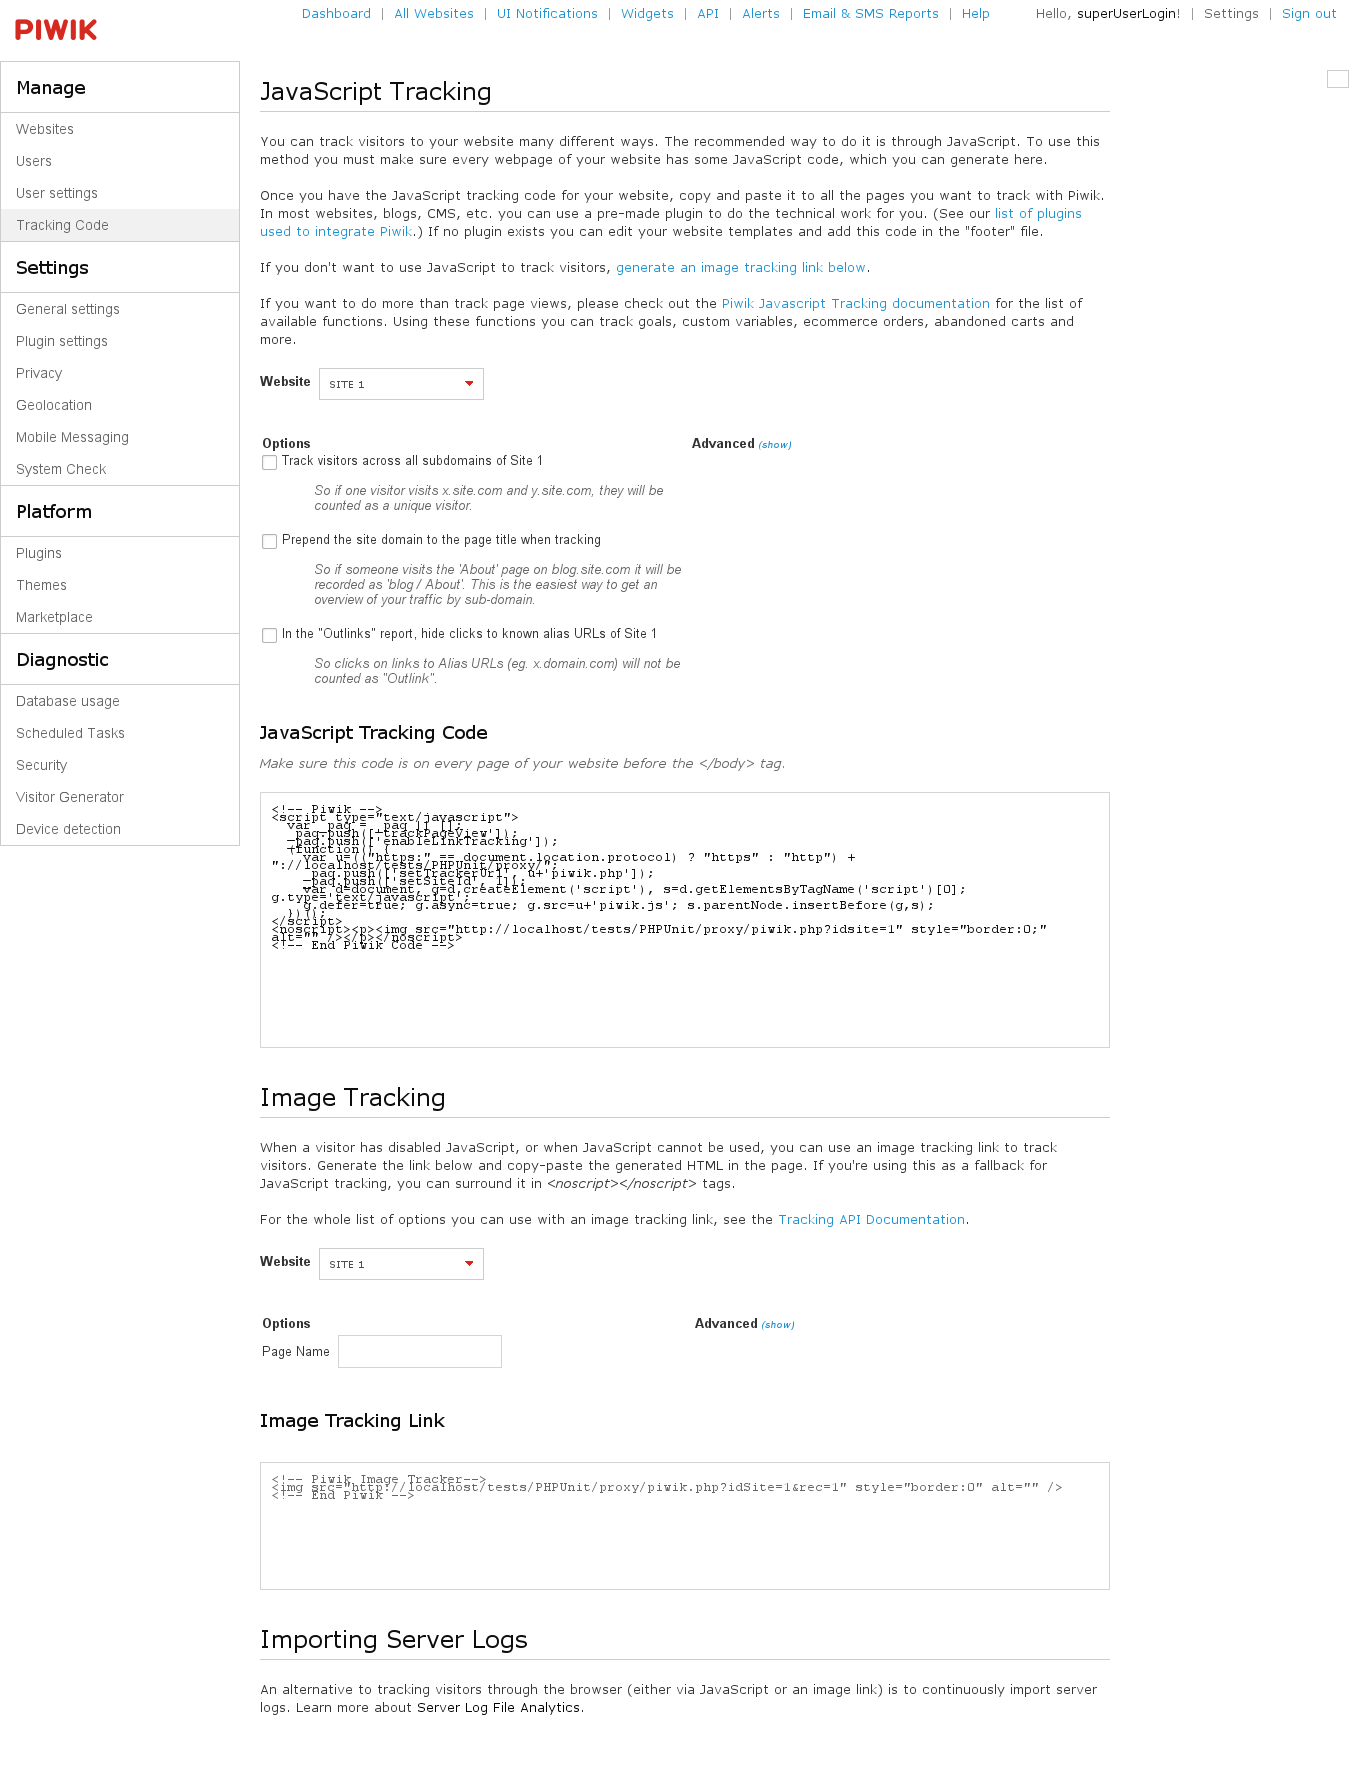 PIWIK
Dashboard | All Websites | UI Notifications | Widgets | API | Alerts | Email & SMS Reports | Help
Hello, superUserLogin! | Settings | Sign out
Manage
Websites
Users
User settings
Tracking Code
Settings
General settings
Plugin settings
Privacy
Geolocation
Mobile Messaging
System Check
Platform
Plugins
Themes
Marketplace
Diagnostic
Database usage
Scheduled Tasks
Security
Visitor Generator
Device detection
JavaScript Tracking
You can track visitors to your website many different ways. The recommended way to do it is through JavaScript. To use this
method you must make sure every webpage of your website has some JavaScript code, which you can generate here.
Once you have the JavaScript tracking code for your website, copy and paste it to all the pages you want to track with Piwik.
In most websites, blogs, CMS, etc. you can use a pre-made plugin to do the technical work for you. (See our list of plugins
used to integrate Piwik.) If no plugin exists you can edit your website templates and add this code in the "footer" file.
If you don't want to use JavaScript to track visitors, generate an image tracking link below.
If you want to do more than track page views, please check out the Piwik Javascript Tracking documentation for the list of
available functions. Using these functions you can track goals, custom variables, ecommerce orders, abandoned carts and
more.
Website SITE 1
Options Advanced (show)
Track visitors across all subdomains of Site 1
So if one visitor visits x.site.com and y.site.com, they will be
counted as a unique visitor.
Prepend the site domain to the page title when tracking
So if someone visits the 'About' page on blog.site.com it will be
recorded as 'blog / About'. This is the easiest way to get an
overview of your traffic by sub-domain.
In the "Outlinks" report, hide clicks to known alias URLs of Site 1
So clicks on links to Alias URLs (eg. x.domain.com) will not be
counted as "Outlink".
JavaScript Tracking Code
Make sure this code is on every page of your website before the </body> tag.
<!-- Piwik -->
<script type="text/javascript">
var _paq = _paq || [];
_paq.push(['trackPageView']);
_paq.push(['enableLinkTracking']);
(function() {
var u=(("https:" == document.location.protocol) ? "https" : "http") +
"://localhost/tests/PHPUnit/proxy/";
_paq.push(['setTrackerUrl', u+'piwik.php']);
_paq.push(['setSiteId', 1]);
var d=document, g=d.createElement('script'), s=d.getElementsByTagName('script')[0];
g.type='text/javascript';
g.defer=true; g.async=true; g.src=u+'piwik.js'; s.parentNode.insertBefore(g,s);
})();
</script>
<noscript><p><img src="http://localhost/tests/PHPUnit/proxy/piwik.php?idsite=1" style="border:0;"
alt="" /></p></noscript>
<!-- End Piwik Code -->
Image Tracking
When a visitor has disabled JavaScript, or when JavaScript cannot be used, you can use an image tracking link to track
visitors. Generate the link below and copy-paste the generated HTML in the page. If you're using this as a fallback for
JavaScript tracking, you can surround it in <noscript></noscript> tags.
For the whole list of options you can use with an image tracking link, see the Tracking API Documentation.
Website SITE 1
Options Advanced (show)
Page Name
Image Tracking Link
<!-- Piwik Image Tracker-->
<img src="http://localhost/tests/PHPUnit/proxy/piwik.php?idSite=1&rec=1" style="border:0" alt="" />
<!-- End Piwik -->
Importing Server Logs
An alternative to tracking visitors through the browser (either via JavaScript or an image link) is to continuously import server
logs. Learn more about Server Log File Analytics.